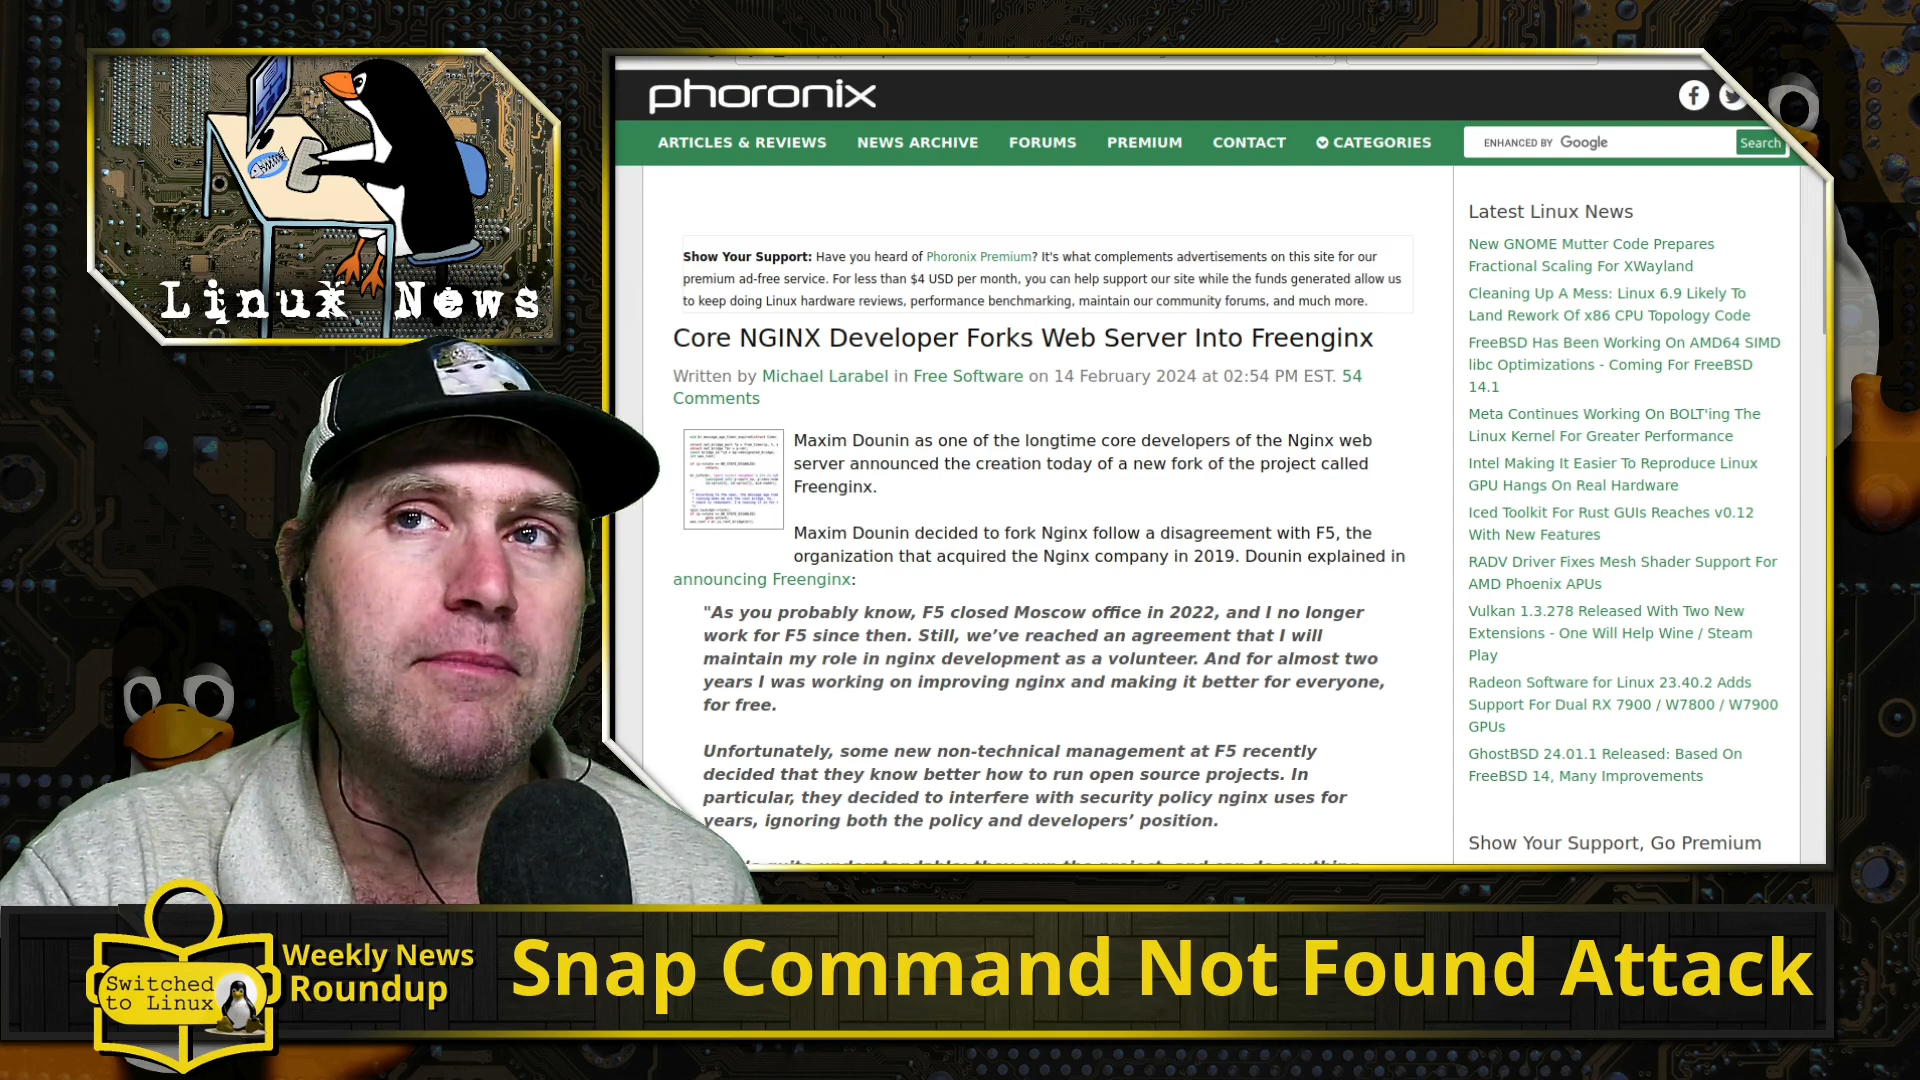 Linux News
phoronix
ARTICLES & REVIEWS NEWS ARCHIVE FORUMS PREMIUM CONTACT CATEGORIES
ENHANCED BY Google Search
Show Your Support: Have you heard of Phoronix Premium? It's what complements advertisements on this site for our
premium ad-free service. For less than $4 USD per month, you can help support our site while the funds generated allow us
to keep doing Linux hardware reviews, performance benchmarking, maintain our community forums, and much more.
Core NGINX Developer Forks Web Server Into Freenginx
Written by Michael Larabel in Free Software on 14 February 2024 at 02:54 PM EST. 54
Comments
Maxim Dounin as one of the longtime core developers of the Nginx web
server announced the creation today of a new fork of the project called
Freenginx.
Maxim Dounin decided to fork Nginx follow a disagreement with F5, the
organization that acquired the Nginx company in 2019. Dounin explained in
announcing Freenginx:
"As you probably know, F5 closed Moscow office in 2022, and I no longer
work for F5 since then. Still, we’ve reached an agreement that I will
maintain my role in nginx development as a volunteer. And for almost two
years I was working on improving nginx and making it better for everyone,
for free.
Unfortunately, some new non-technical management at F5 recently
decided that they know better how to run open source projects. In
particular, they decided to interfere with security policy nginx uses for
years, ignoring both the policy and developers’ position.
Latest Linux News
New GNOME Mutter Code Prepares
Fractional Scaling For XWayland
Cleaning Up A Mess: Linux 6.9 Likely To
Land Rework Of x86 CPU Topology Code
FreeBSD Has Been Working On AMD64 SIMD
libc Optimizations - Coming For FreeBSD
14.1
Meta Continues Working On BOLT'ing The
Linux Kernel For Greater Performance
Intel Making It Easier To Reproduce Linux
GPU Hangs On Real Hardware
Iced Toolkit For Rust GUIs Reaches v0.12
With New Features
RADV Driver Fixes Mesh Shader Support For
AMD Phoenix APUs
Vulkan 1.3.278 Released With Two New
Extensions - One Will Help Wine / Steam
Play
Radeon Software for Linux 23.40.2 Adds
Support For Dual RX 7900 / W7800 / W7900
GPUs
GhostBSD 24.01.1 Released: Based On
FreeBSD 14, Many Improvements
Show Your Support, Go Premium
Switched
to Linux
Weekly News
Roundup
Snap Command Not Found Attack